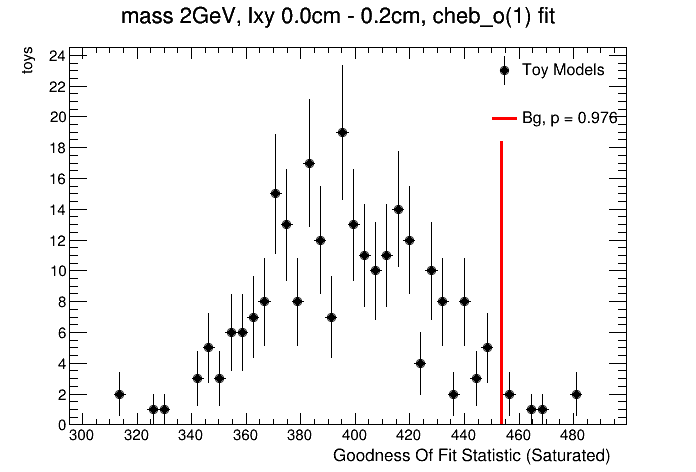 mass 2GeV, lxy 0.0cm - 0.2cm, cheb_o(1) fit
toys
24
22
20
18
16
14
12
10
8
6
4
2
0
Toy Models
Bg, p = 0.976
300 320 340 360 380 400 420 440 460 480
Goodness Of Fit Statistic (Saturated)